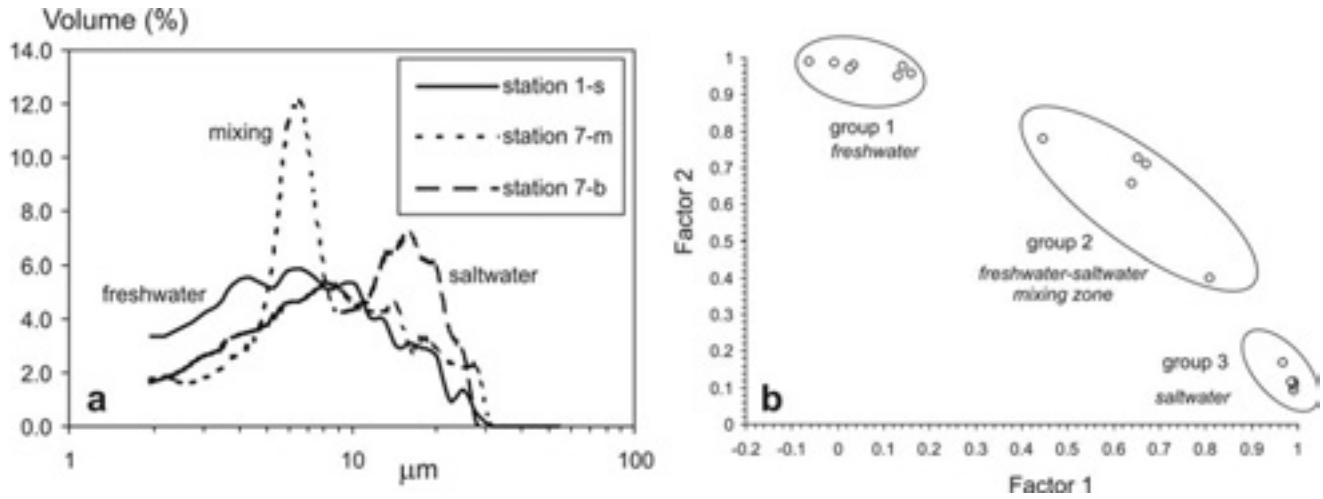 Volume (%)
14.0
12.0
10.0
8.0
6.0
4.0
2.0
0.0
1
10
100
μm
station 1-s
station 7-m
station 7-b
mixing
freshwater
saltwater
a
1
0.9
0.8
0.7
0.6
0.5
0.4
0.3
0.2
0.1
0
Factor 2
-0.2
-0.1
0
0.1
0.2
0.3
0.4
0.5
0.6
0.7
0.8
0.9
1
Factor 1
group 1
freshwater
group 2
freshwater-saltwater
mixing zone
group 3
saltwater
b